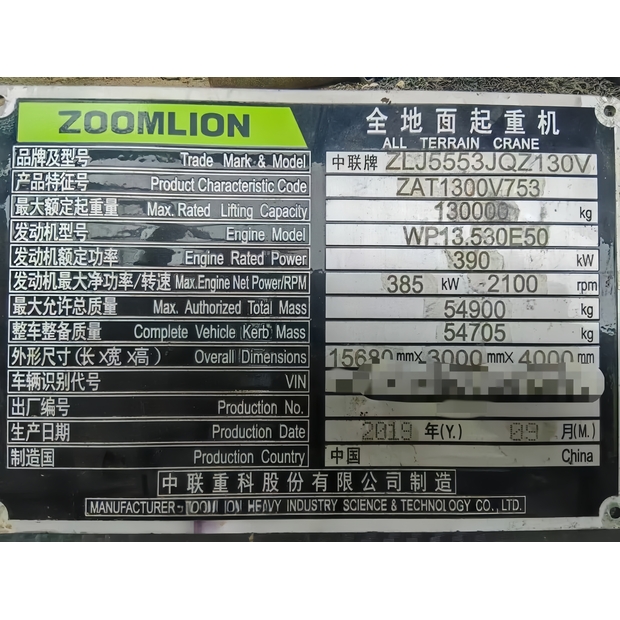 ZOOMLION
全地面起重机
ALL TERRAIN CRANE
品牌及型号 Trade Mark & Model 中联牌 ZLJ5553JQZ130V
产品特征号 Product Characteristic Code ZAT1300V753
最大额定起重量 Max. Rated Lifting Capacity 130000 kg
发动机型号 Engine Model WP13.530E50
发动机额定功率 Engine Rated Power 390 kW
发动机最大净功率/转速 Max.Engine Net Power/RPM 385 kW - 2100 rpm
最大允许总质量 Max. Authorized Total Mass 54900 kg
整车整备质量 Complete Vehicle Kerb Mass 54705 kg
外形尺寸(长×宽×高) Overall Dimensions 15680mm×3000mm×4000mm
车辆识别代号 VIN
出厂编号 Production No.
生产日期 Production Date 2019 年(Y.) 09 月(M.)
制造国 Production Country 中国 China
中联重科股份有限公司制造
MANUFACTURER-ZOOMLION HEAVY INDUSTRY SCIENCE & TECHNOLOGY CO., LTD.